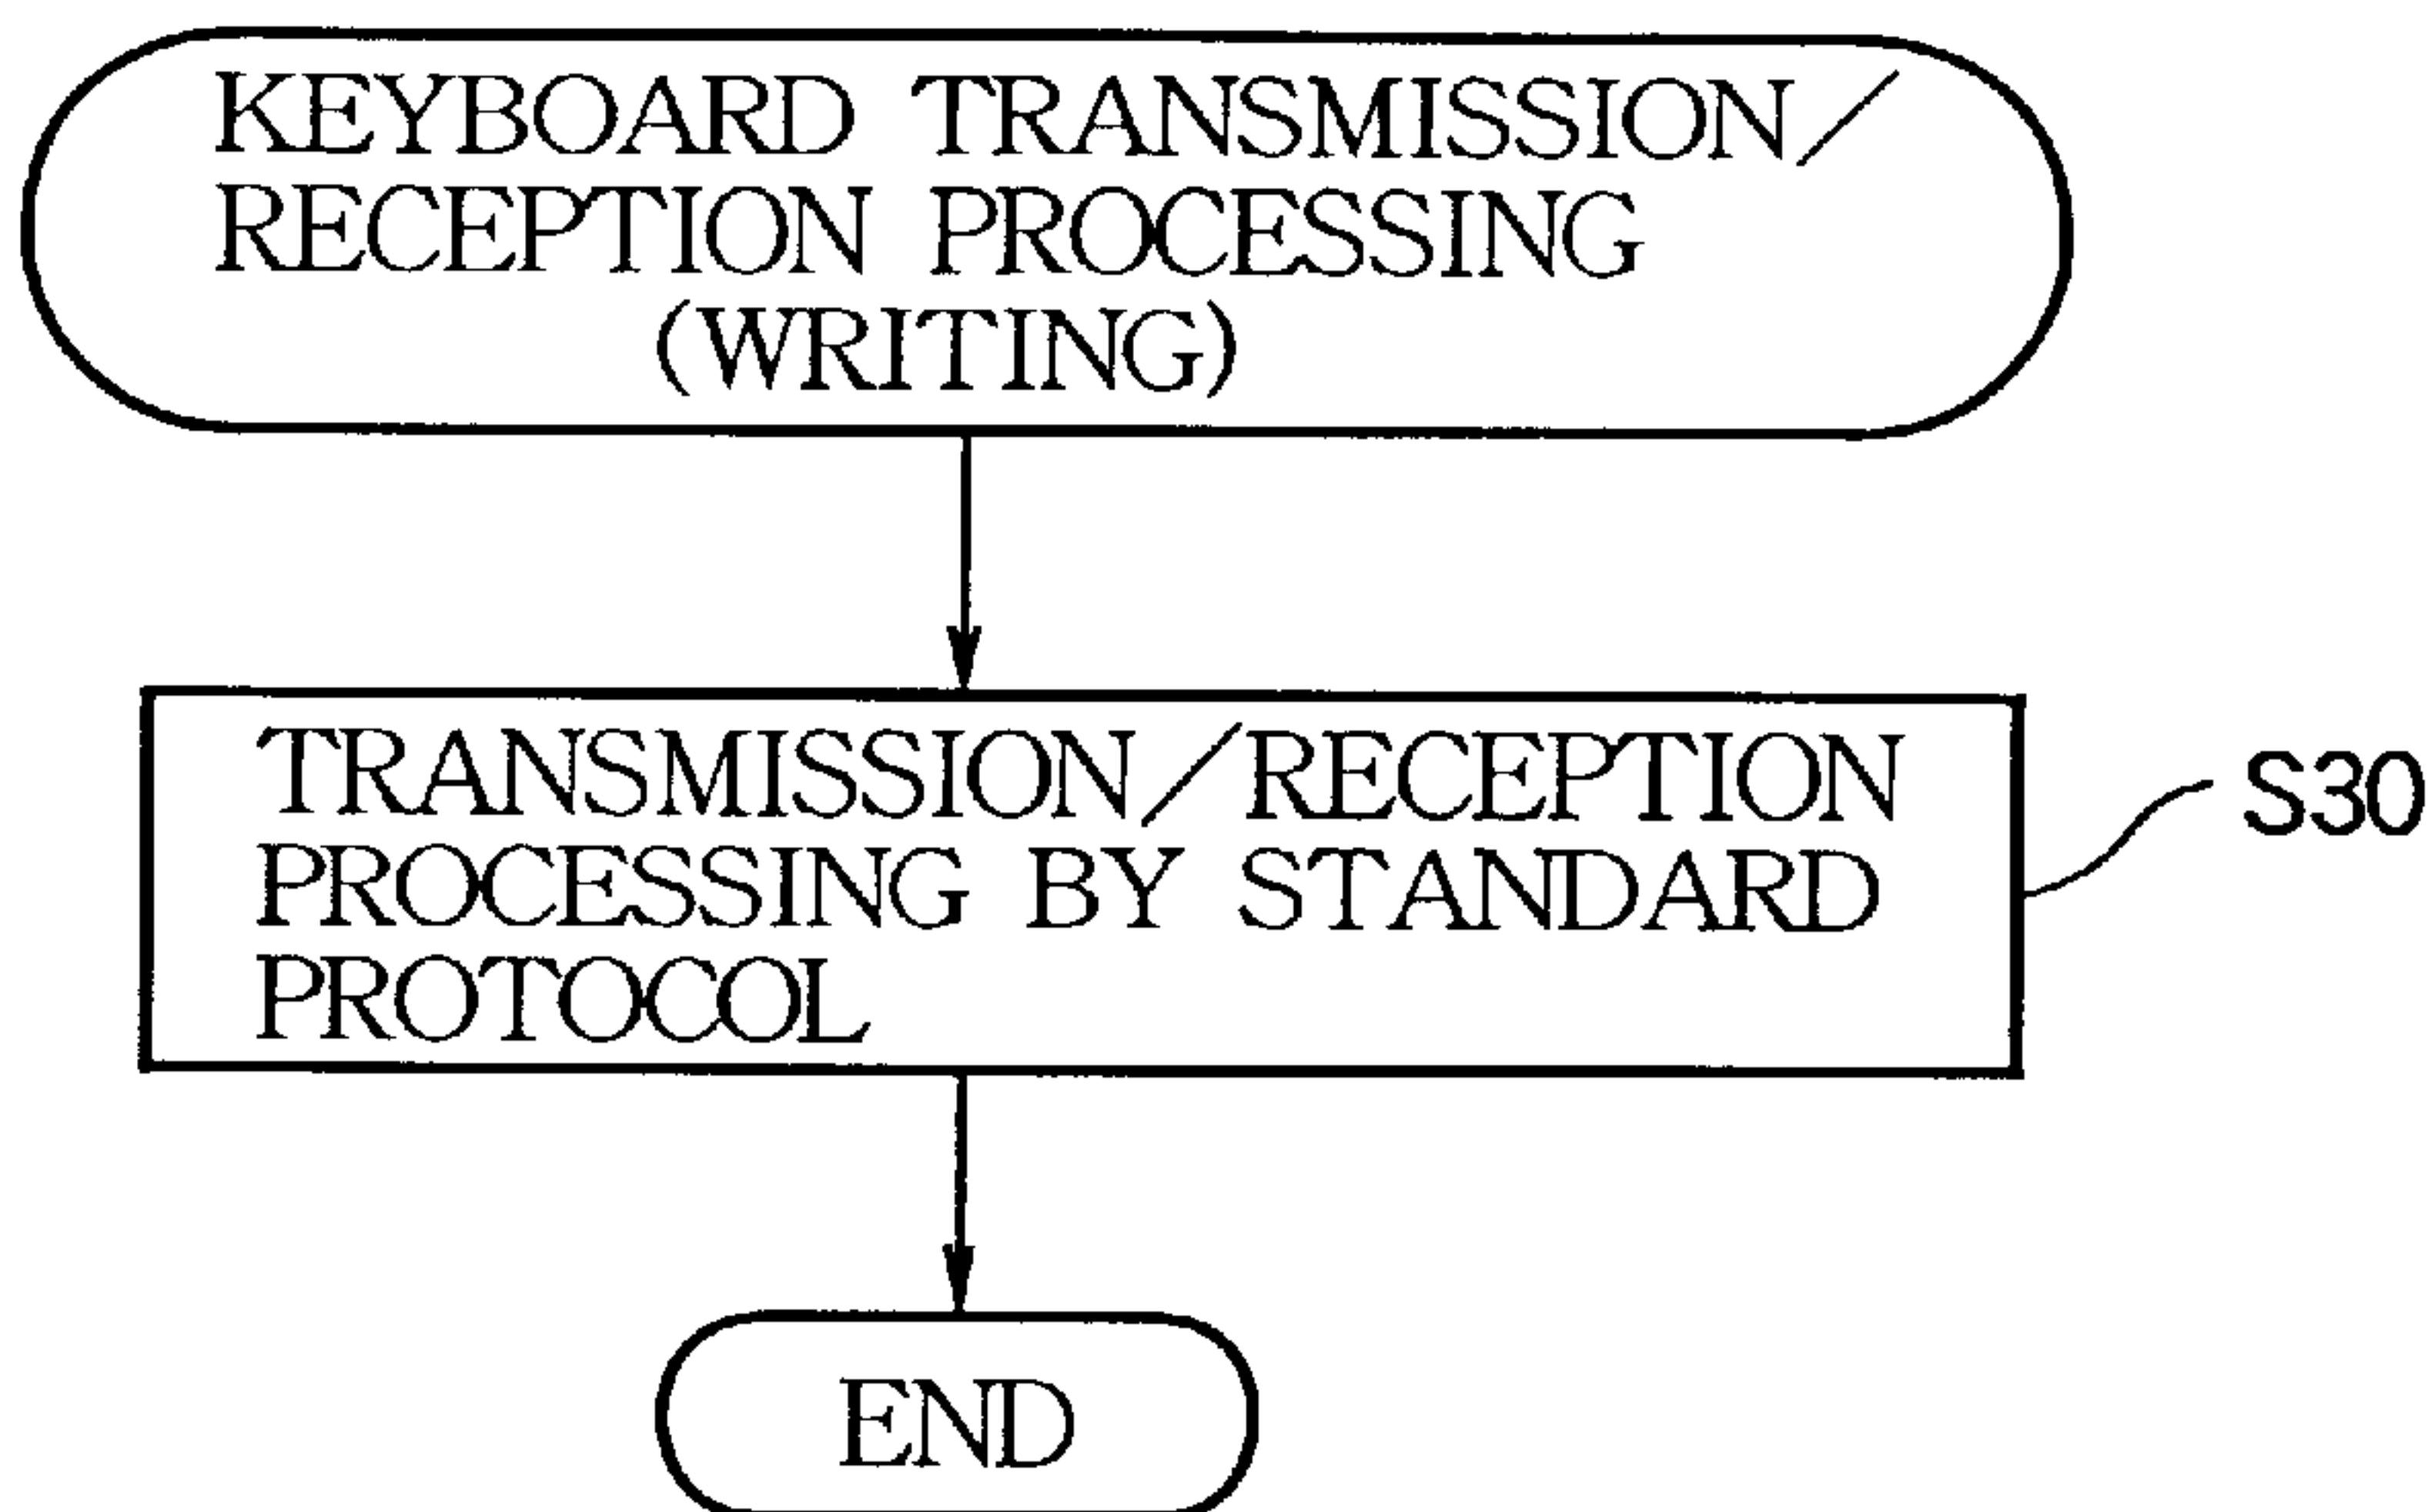 KEYBOARD TRANSMISSION/
RECEPTION PROCESSING
(WRITING)
TRANSMISSION/RECEPTION
PROCESSING BY STANDARD
PROTOCOL
S30
END